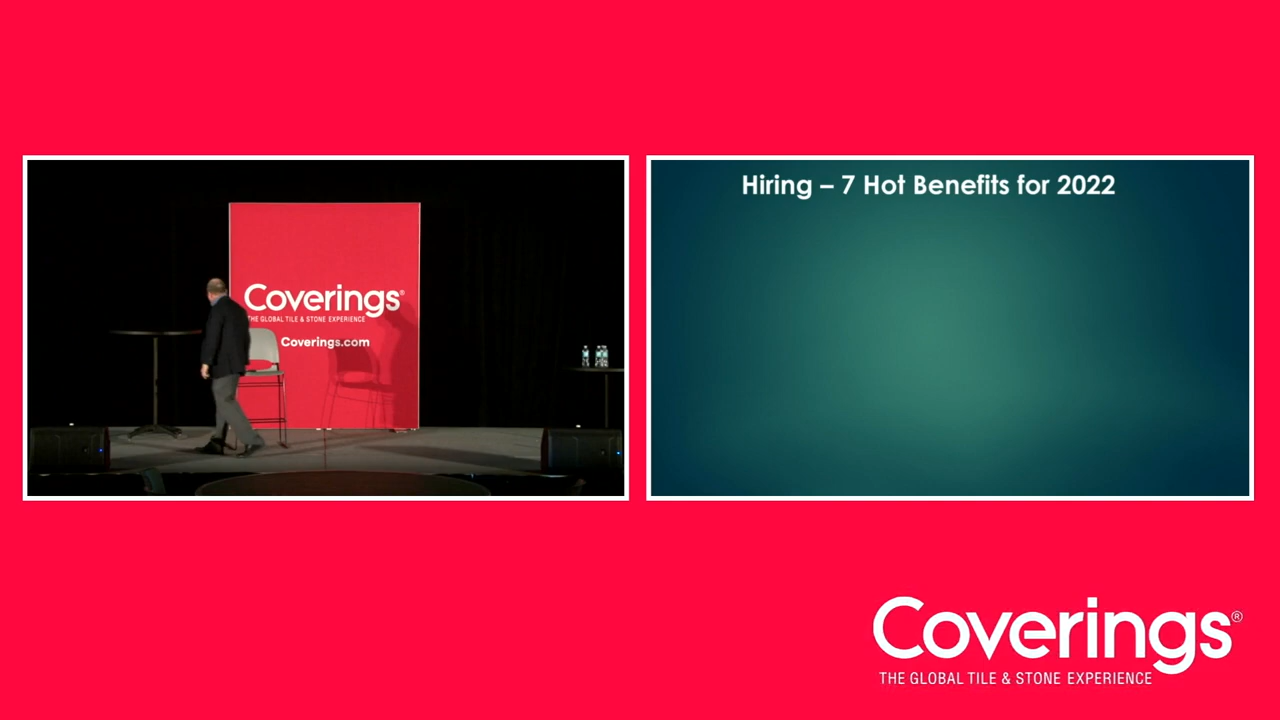 Coverings®
THE GLOBAL TILE & STONE EXPERIENCE
Coverings.com
Hiring – 7 Hot Benefits for 2022
Coverings®
THE GLOBAL TILE & STONE EXPERIENCE